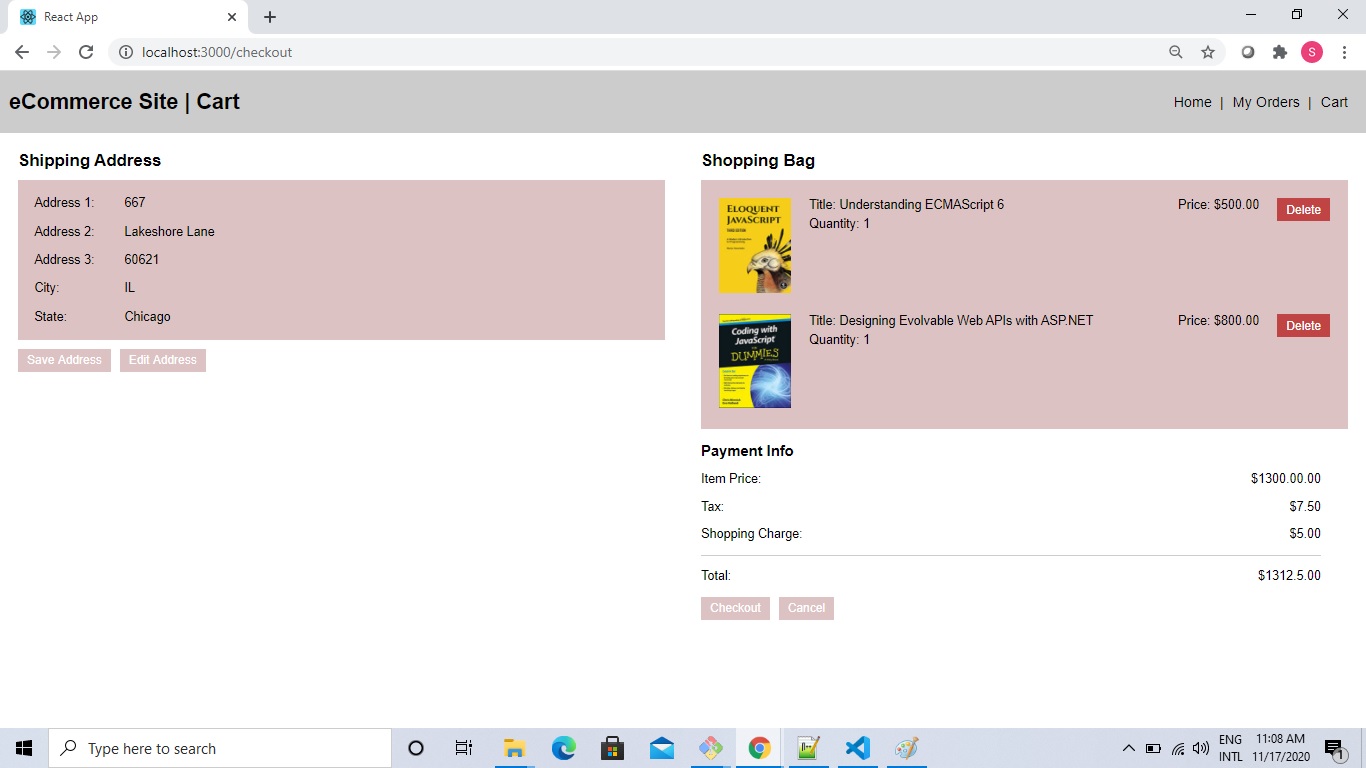 React App
localhost:3000/checkout
S
eCommerce Site | Cart
Home | My Orders | Cart
Shipping Address
Address 1: 667
Address 2: Lakeshore Lane
Address 3: 60621
City: IL
State: Chicago
Save Address Edit Address
Shopping Bag
ELOQUENT
JAVASCRIPT
Title: Understanding ECMAScript 6
Quantity: 1
Price: $500.00
Delete
Coding with
JavaScript
FOR
DUMMIES
Title: Designing Evolvable Web APIs with ASP.NET
Quantity: 1
Price: $800.00
Delete
Payment Info
Item Price: $1300.00.00
Tax: $7.50
Shopping Charge: $5.00
Total: $1312.5.00
Checkout Cancel
Type here to search
ENG
INTL
11:08 AM
11/17/2020
1